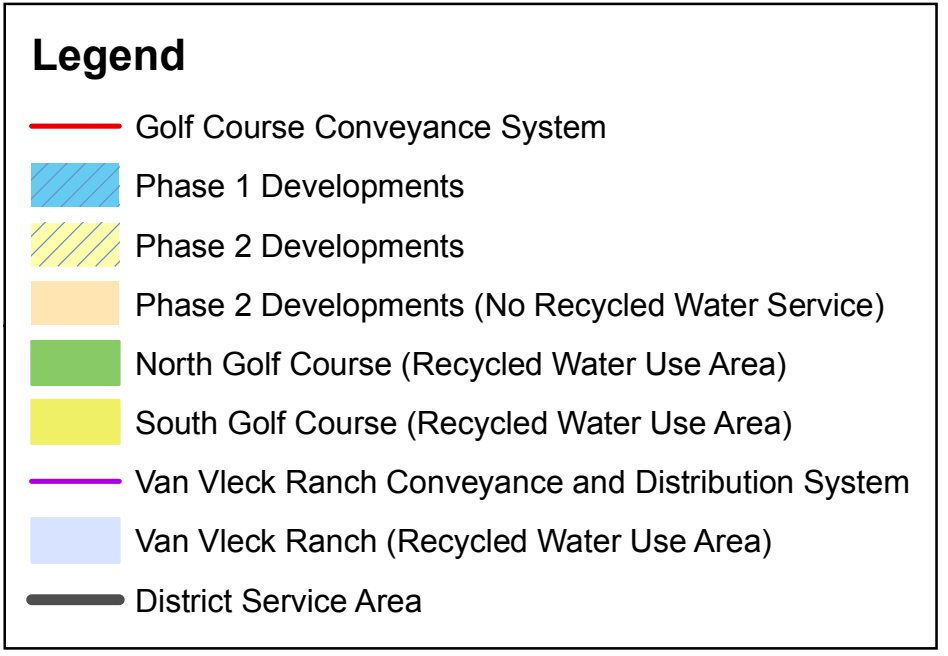 Legend
Golf Course Conveyance System
Phase 1 Developments
Phase 2 Developments
Phase 2 Developments (No Recycled Water Service)
North Golf Course (Recycled Water Use Area)
South Golf Course (Recycled Water Use Area)
Van Vleck Ranch Conveyance and Distribution System
Van Vleck Ranch (Recycled Water Use Area)
District Service Area